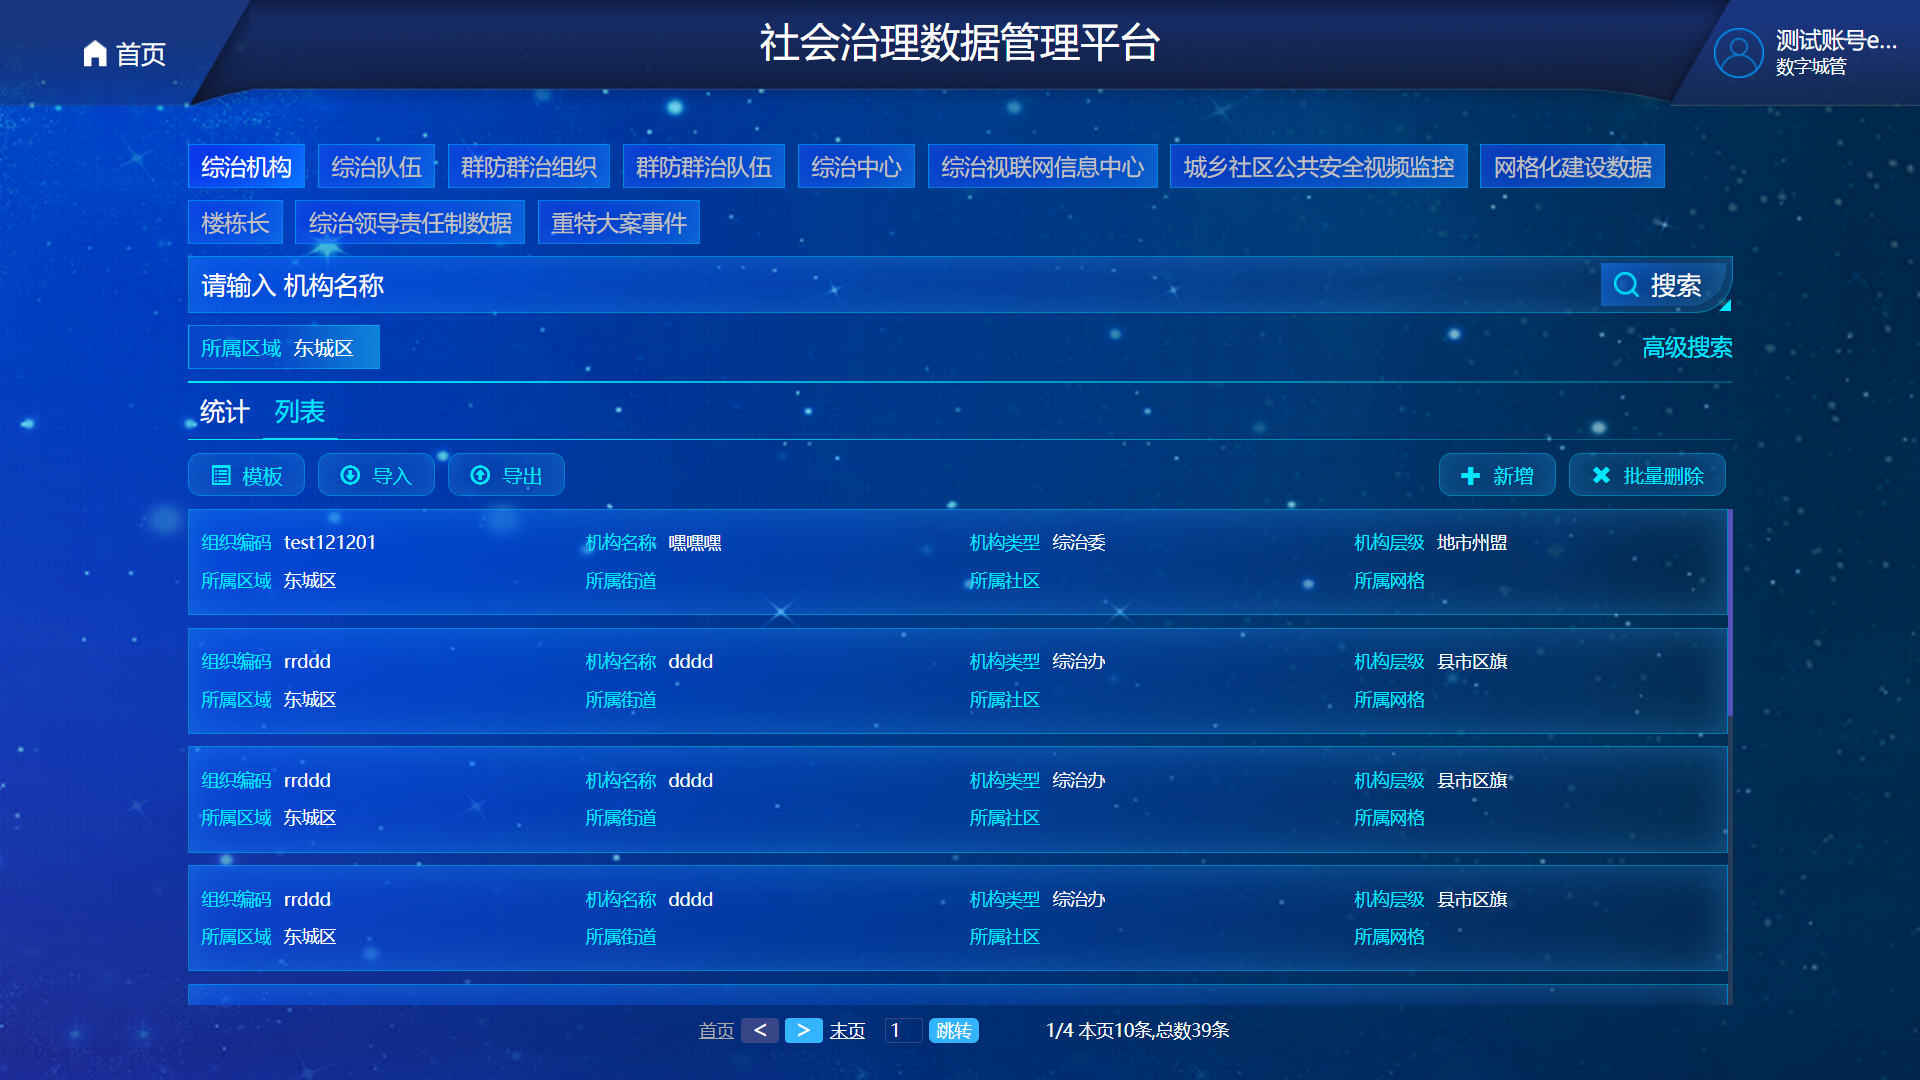 首页
社会治理数据管理平台
测试账号e...
数字城管
综治机构 综治队伍 群防群治组织 群防群治队伍 综治中心 综治视联网信息中心 城乡社区公共安全视频监控 网格化建设数据
楼栋长 综治领导责任制数据 重特大案事件
请输入 机构名称 搜索
所属区域 东城区 高级搜索
统计 列表
模板 导入 导出 新增 批量删除
组织编码 test121201 机构名称 嘿嘿嘿 机构类型 综治委 机构层级 地市州盟
所属区域 东城区 所属街道 所属社区 所属网格
组织编码 rrddd 机构名称 dddd 机构类型 综治办 机构层级 县市区旗
所属区域 东城区 所属街道 所属社区 所属网格
组织编码 rrddd 机构名称 dddd 机构类型 综治办 机构层级 县市区旗
所属区域 东城区 所属街道 所属社区 所属网格
组织编码 rrddd 机构名称 dddd 机构类型 综治办 机构层级 县市区旗
所属区域 东城区 所属街道 所属社区 所属网格
首页 < > 末页 1 跳转 1/4 本页10条,总数39条